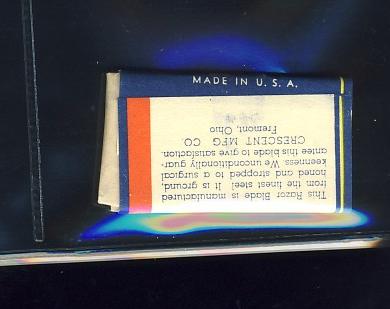 MADE IN U.S.A.
This Razor Blade is manufactured
from the finest steel. It is ground,
honed and stropped to a surgical
keenness. We unconditionally guar-
antee this blade to give satisfaction.
CRESCENT MFG. CO.
Fremont, Ohio